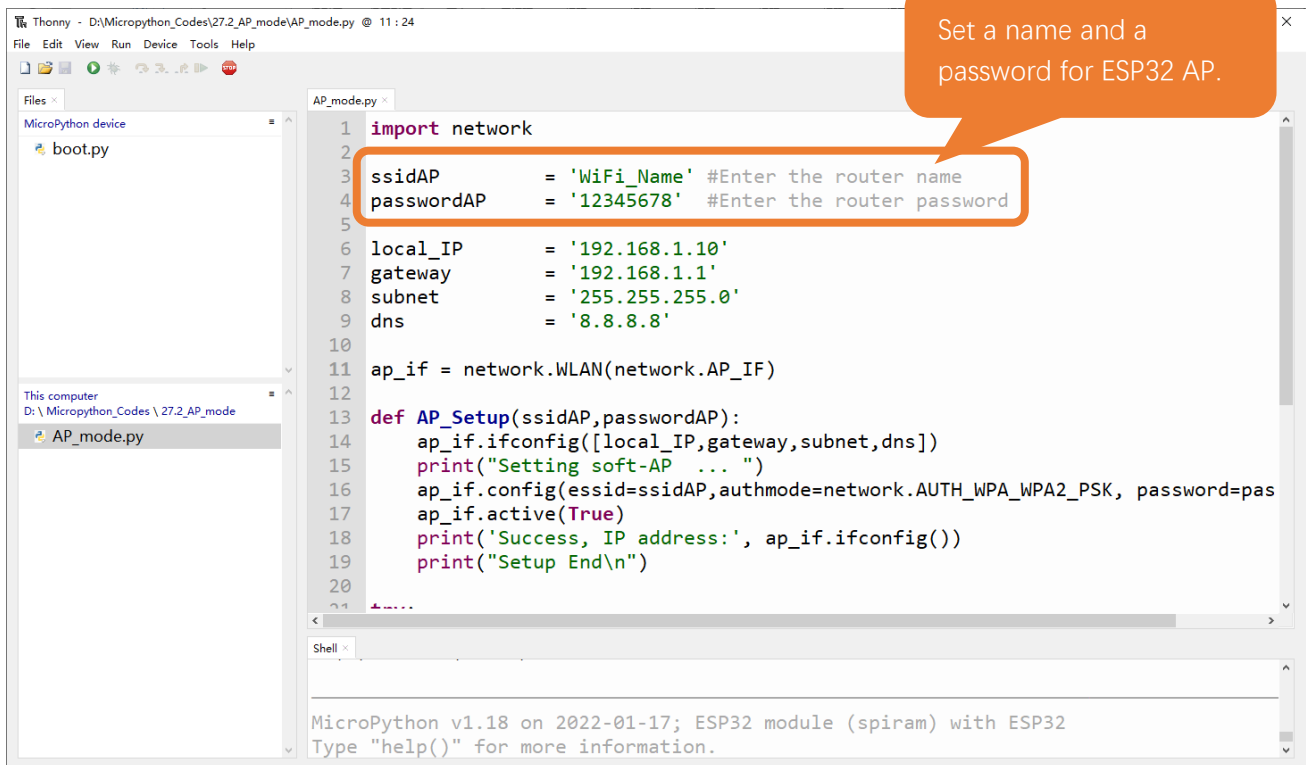 Thonny - D:\Micropython_Codes\27.2_AP_mode\AP_mode.py @ 11 : 24
File Edit View Run Device Tools Help
Set a name and a
password for ESP32 AP.
Files
MicroPython device
boot.py
This computer
D: \ Micropython_Codes \ 27.2_AP_mode
AP_mode.py
AP_mode.py
1 import network
2
3 ssidAP         = 'WiFi_Name' #Enter the router name
4 passwordAP     = '12345678'  #Enter the router password
5
6 local_IP       = '192.168.1.10'
7 gateway        = '192.168.1.1'
8 subnet         = '255.255.255.0'
9 dns            = '8.8.8.8'
10
11 ap_if = network.WLAN(network.AP_IF)
12
13 def AP_Setup(ssidAP,passwordAP):
14     ap_if.ifconfig([local_IP,gateway,subnet,dns])
15     print("Setting soft-AP  ... ")
16     ap_if.config(essid=ssidAP,authmode=network.AUTH_WPA_WPA2_PSK, password=pas
17     ap_if.active(True)
18     print('Success, IP address:', ap_if.ifconfig())
19     print("Setup End\n")
20
Shell
MicroPython v1.18 on 2022-01-17; ESP32 module (spiram) with ESP32
Type "help()" for more information.